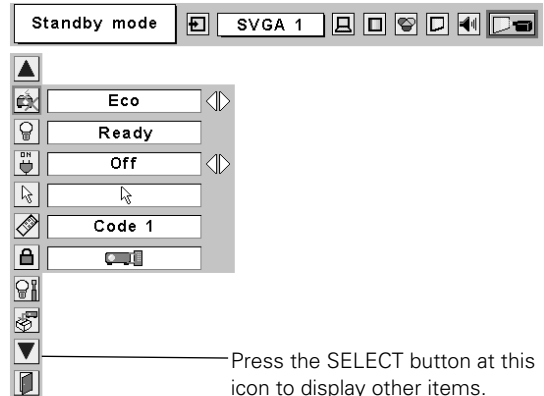 Standby mode
SVGA 1
Eco
Ready
ON
Off
Code 1
Press the SELECT button at this
icon to display other items.